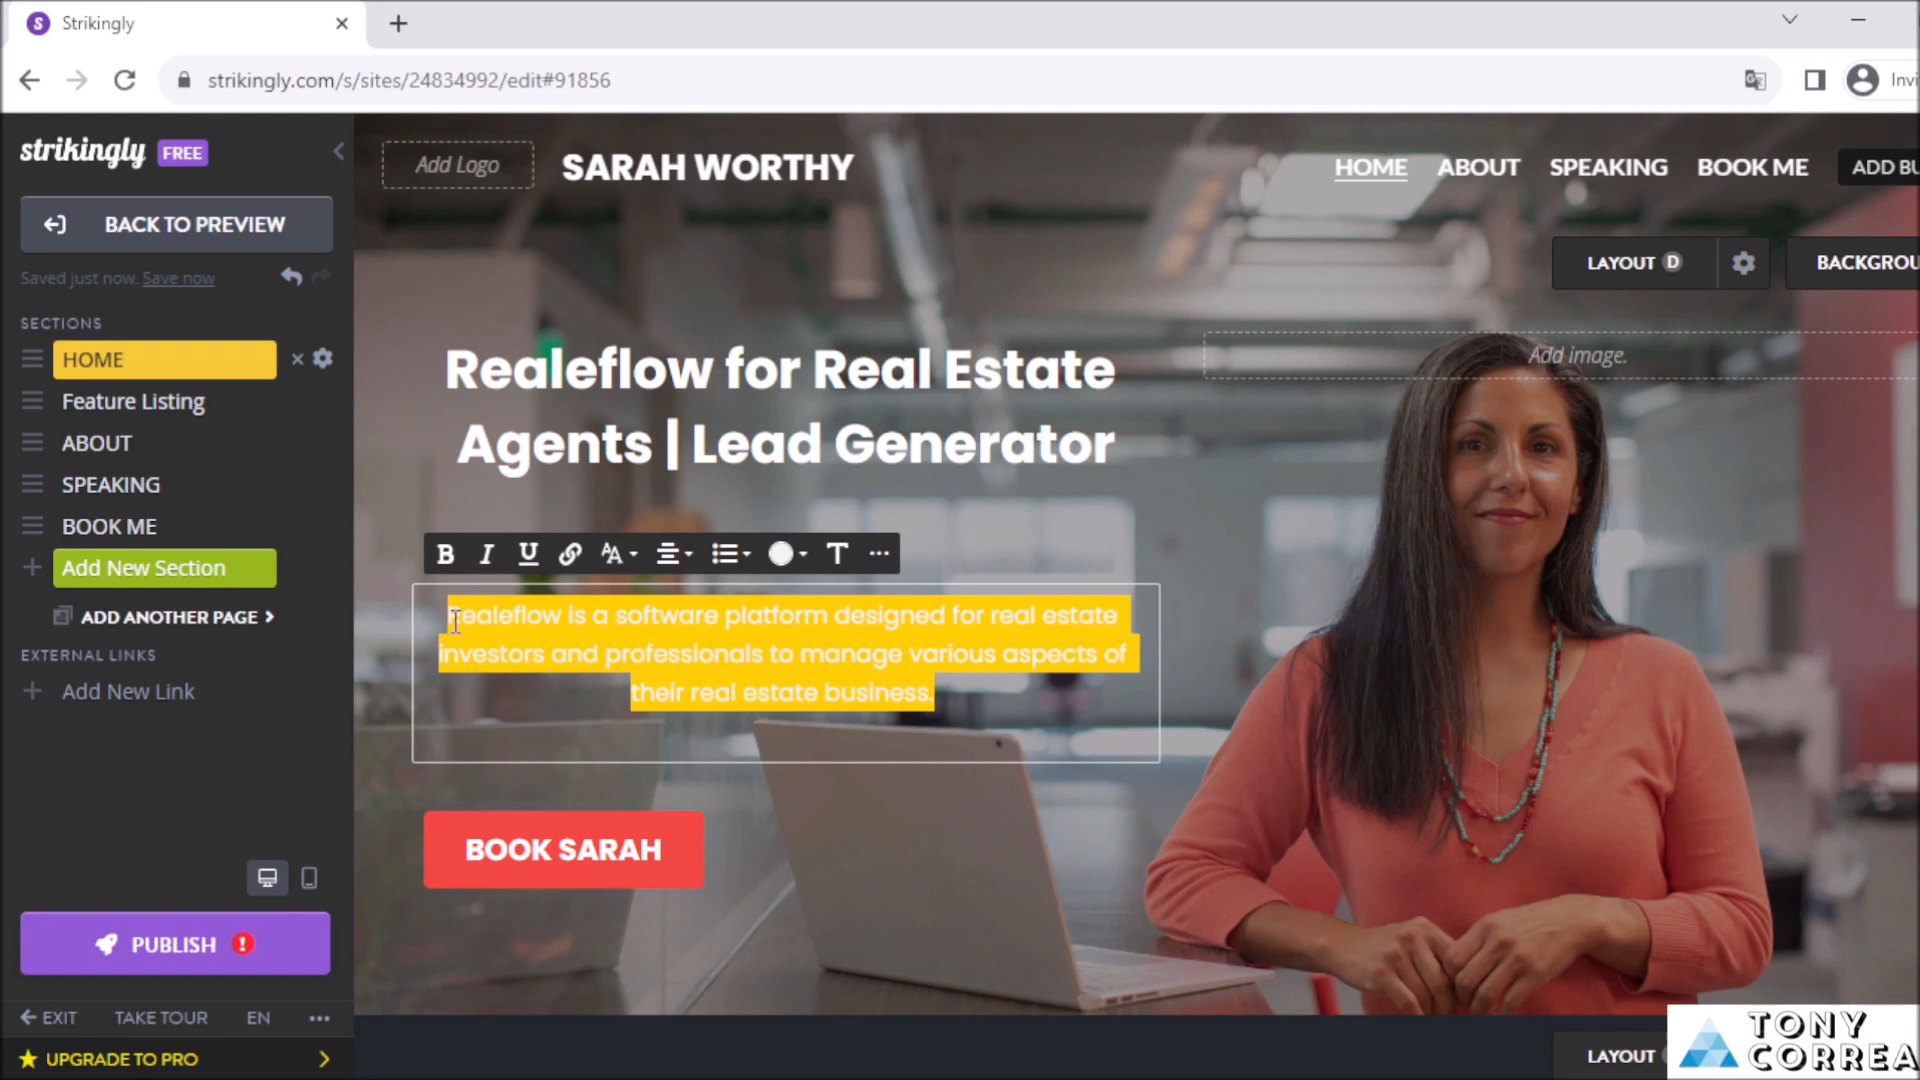 Strikingly
strikingly.com/s/sites/24834992/edit#91856
strikingly FREE
BACK TO PREVIEW
Saved just now. Save now
SECTIONS
HOME
Feature Listing
ABOUT
SPEAKING
BOOK ME
Add New Section
ADD ANOTHER PAGE
EXTERNAL LINKS
Add New Link
PUBLISH
EXIT TAKE TOUR EN
UPGRADE TO PRO
Add Logo
SARAH WORTHY
HOME ABOUT SPEAKING BOOK ME ADD BU
LAYOUT D
BACKGROU
Add image.
Realeflow for Real Estate
Agents | Lead Generator
Realeflow is a software platform designed for real estate
investors and professionals to manage various aspects of
their real estate business.
BOOK SARAH
LAYOUT
TONY
CORREA
Invi